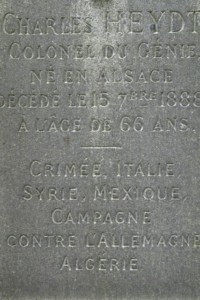 CHARLES HEYDT
COLONEL DU GÉNIE
NÉ EN ALSACE
DÉCÉDÉ LE 15 7BRE 1888
A L'ÂGE DE 66 ANS.
CRIMÉE, ITALIE,
SYRIE, MEXIQUE,
CAMPAGNE
CONTRE L'ALLEMAGNE
ALGÉRIE